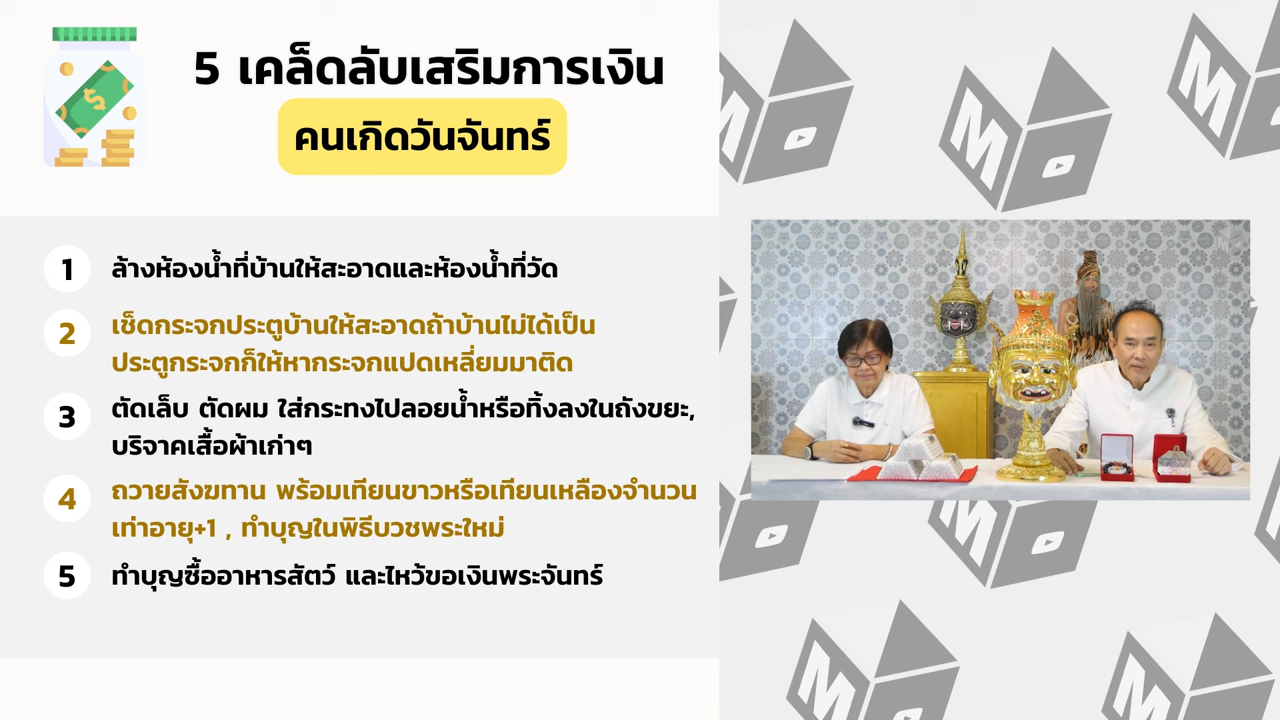 5 เคล็ดลับเสริมการเงิน
คนเกิดวันจันทร์
1 ล้างห้องน้ำที่บ้านให้สะอาดและห้องน้ำที่วัด
2 เช็ดกระจกประตูบ้านให้สะอาดถ้าบ้านไม่ได้เป็น
ประตูกระจกก็ให้หากระจกแปดเหลี่ยมมาติด
3 ตัดเล็บ ตัดผม ใส่กระทงไปลอยน้ำหรือทิ้งลงในถังขยะ,
บริจาคเสื้อผ้าเก่าๆ
4 ถวายสังฆทาน พร้อมเทียนขาวหรือเทียนเหลืองจำนวน
เท่าอายุ+1 , ทำบุญในพิธีบวชพระใหม่
5 ทำบุญซื้ออาหารสัตว์ และไหว้ขอเงินพระจันทร์
M
M
M
M
M
M
M